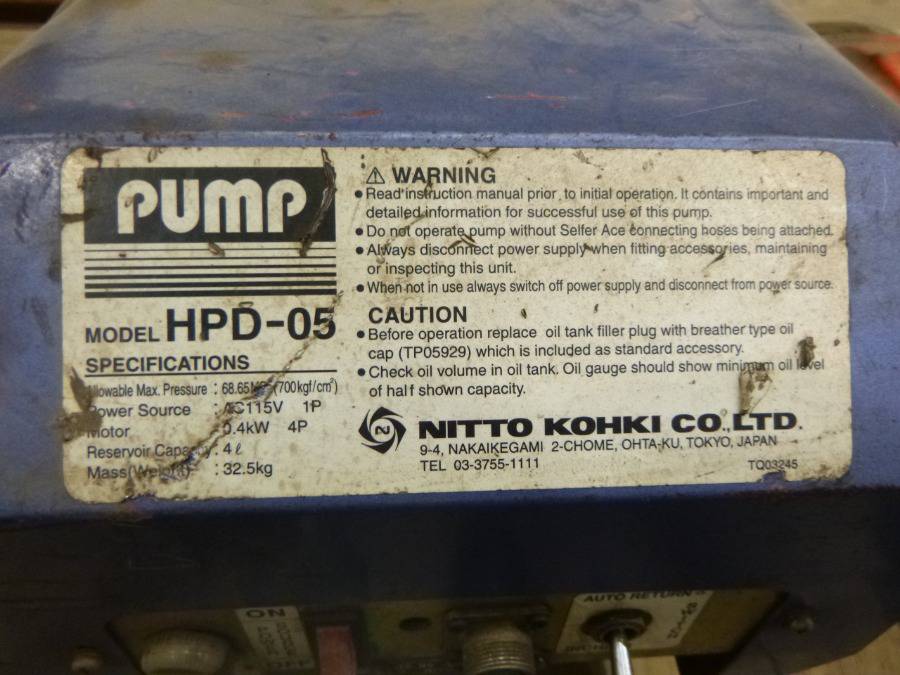 PUMP
MODEL HPD-05
SPECIFICATIONS
Allowable Max. Pressure : 68.65MPa (700kgf/cm²)
Power Source : AC115V 1P
Motor 0.4kW 4P
Reservoir Capacity : 4ℓ
Mass(Weight) : 32.5kg
⚠ WARNING
• Read instruction manual prior to initial operation. It contains important and
detailed information for successful use of this pump.
• Do not operate pump without Selfer Ace connecting hoses being attached.
• Always disconnect power supply when fitting accessories, maintaining
or inspecting this unit.
• When not in use always switch off power supply and disconnect from power source.
CAUTION
• Before operation replace oil tank filler plug with breather type oil
cap (TP05929) which is included as standard accessory.
• Check oil volume in oil tank. Oil gauge should show minimum oil level
of half shown capacity.
NITTO KOHKI CO.,LTD.
9-4, NAKAIKEGAMI 2-CHOME, OHTA-KU, TOKYO, JAPAN
TEL 03-3755-1111
TQ03245
ON
OFF
AUTO RETURN